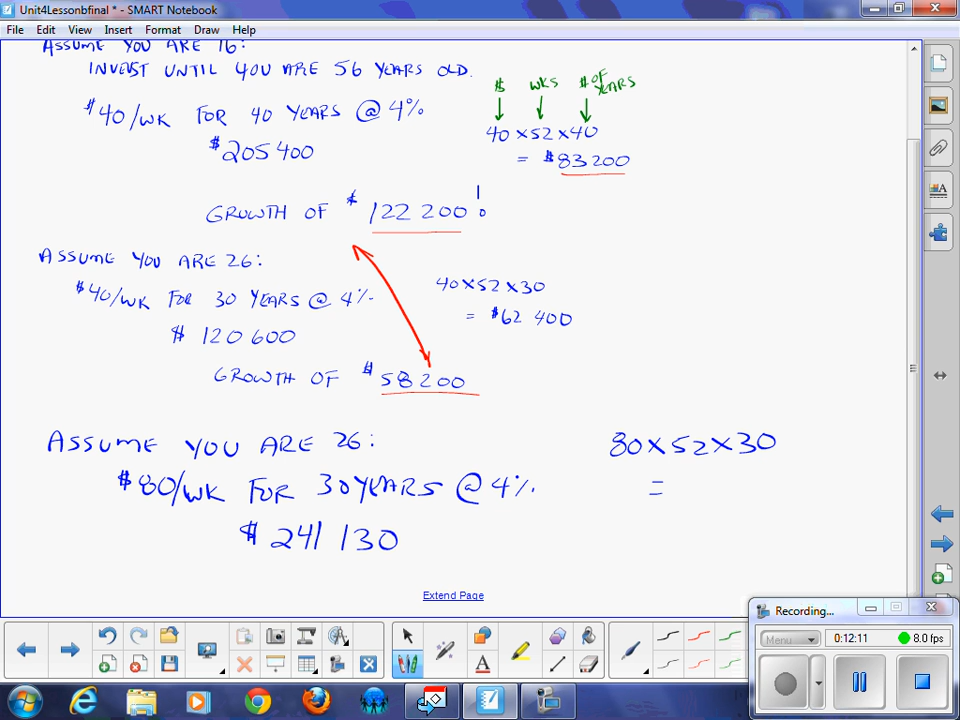 Unit4Lessonbfinal * - SMART Notebook
File Edit View Insert Format Draw Help
ASSUME YOU ARE 16:
INVEST UNTIL YOU ARE 56 YEARS OLD.
$ WKS # OF YEARS
$40/WK FOR 40 YEARS @ 4%
40 x 52 x 40
$205 400
= $83 200
GROWTH OF $122 200!
ASSUME YOU ARE 26:
$40/WK FOR 30 YEARS @ 4%
40 x 52 x 30
= $62 400
$ 120 600
GROWTH OF $58 200
ASSUME YOU ARE 26:
80 x 52 x 30
$80/WK FOR 30 YEARS @ 4%
=
$ 241 130
Extend Page
Recording...
Menu 0:12:11 8.0 fps